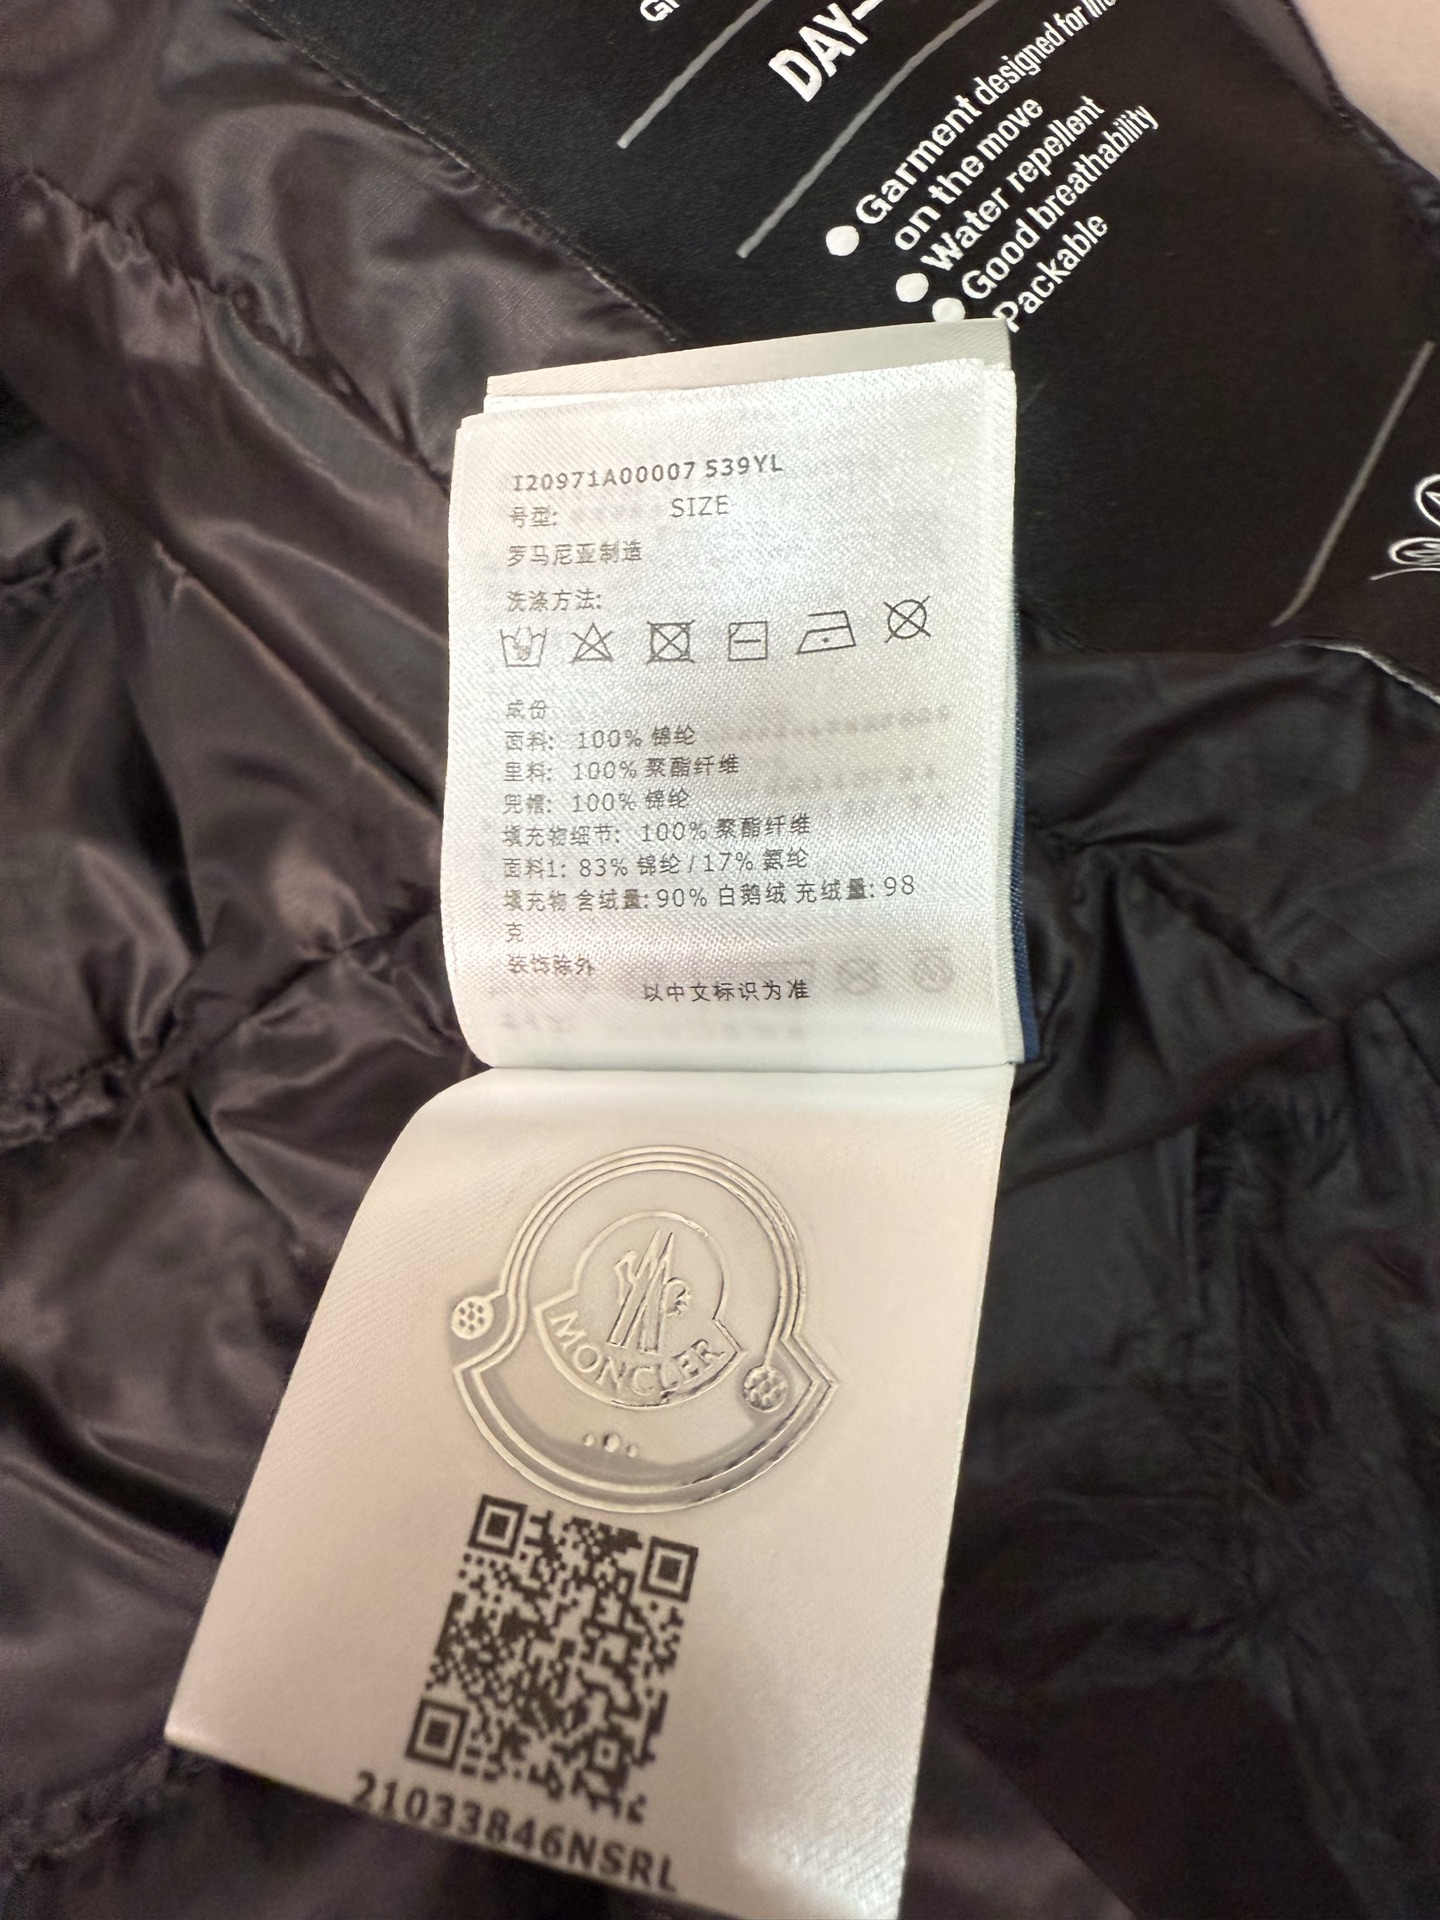 DAY—
Garment designed for
on the move
Water repellent
Good breathability
Packable
I20971A00007 539YL
号型: SIZE
罗马尼亚制造
洗涤方法:
成份
面料: 100% 锦纶
里料: 100% 聚酯纤维
兜帽: 100% 锦纶
填充物细节: 100% 聚酯纤维
面料1: 83% 锦纶 / 17% 氨纶
填充物 含绒量: 90% 白鹅绒 充绒量: 98
克
装饰除外
以中文标识为准
MONCLER
21033846NSRL